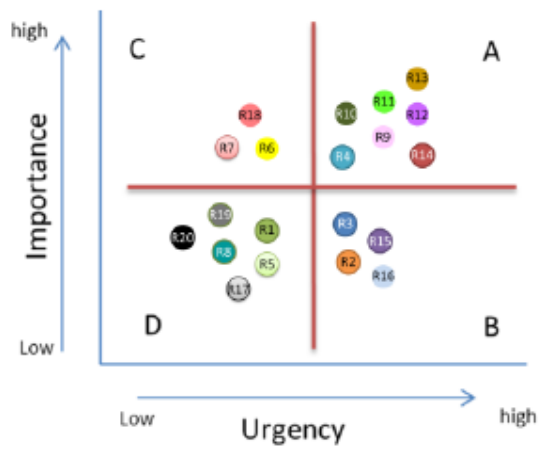 high
C
A
R13
R11
R10
R12
R18
R9
R7
R6
R4
R14
Importance
R19
R3
R1
R20
R15
R8
R2
R5
R16
R17
D
B
Low
Low
high
Urgency